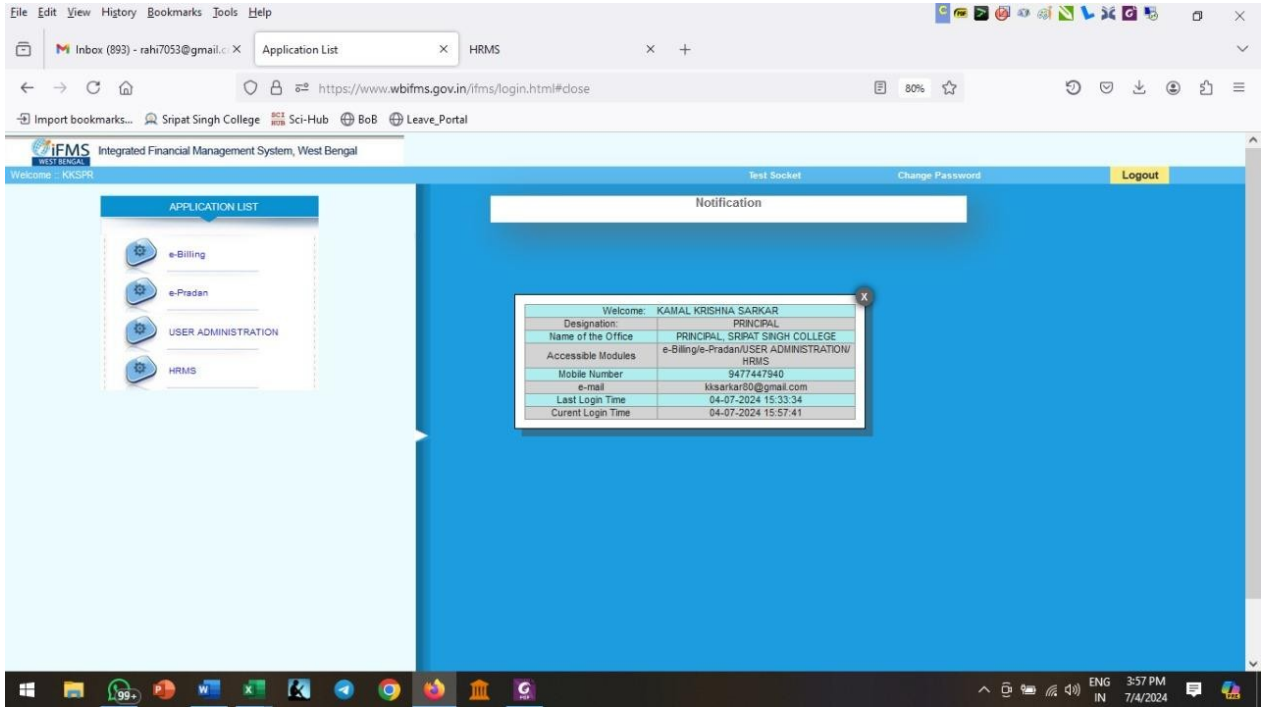 File Edit View History Bookmarks Tools Help
Inbox (893) - rahi7053@gmail.c
Application List
HRMS
https://www.wbifms.gov.in/ifms/login.html#close
80%
Import bookmarks...
Sripat Singh College
SCI HUB
Sci-Hub
BoB
Leave_Portal
iFMS
WEST BENGAL
Integrated Financial Management System, West Bengal
Welcome :: KKSPR
Test Socket
Change Password
Logout
APPLICATION LIST
e-Billing
e-Pradan
USER ADMINISTRATION
HRMS
Notification
X
Welcome: KAMAL KRISHNA SARKAR
Designation: PRINCIPAL
Name of the Office PRINCIPAL, SRIPAT SINGH COLLEGE
Accessible Modules e-Billing/e-Pradan/USER ADMINISTRATION/
HRMS
Mobile Number 9477447940
e-mail kksarkar80@gmail.com
Last Login Time 04-07-2024 15:33:34
Curent Login Time 04-07-2024 15:57:41
99+
ENG
IN
3:57 PM
7/4/2024